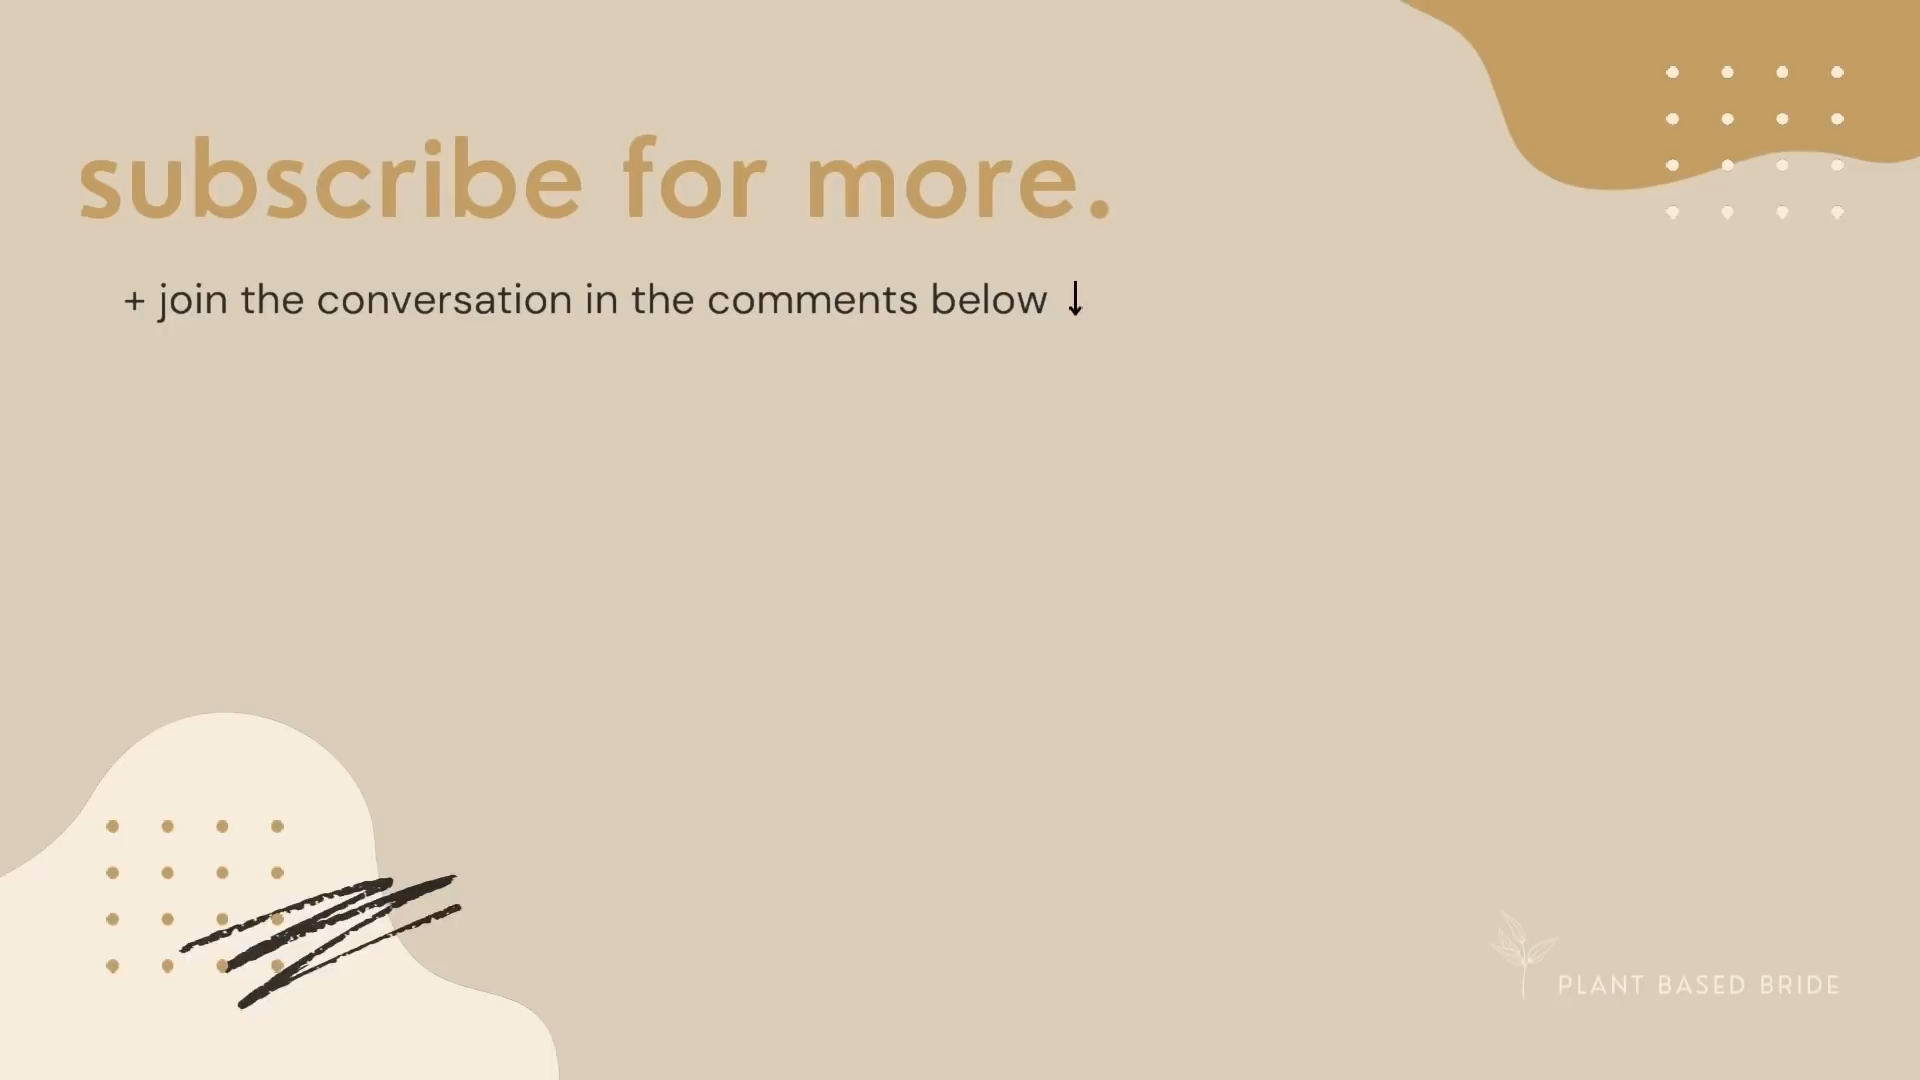 subscribe for more.
+ join the conversation in the comments below ↓
PLANT BASED BRIDE